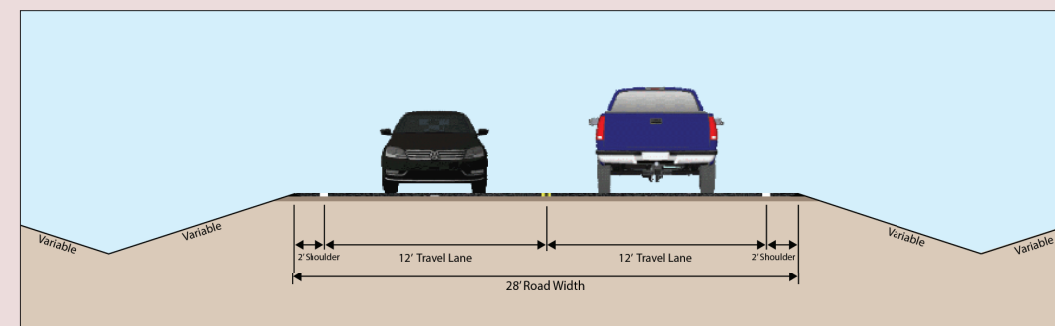 Variable
Variable
2' Shoulder
12' Travel Lane
12' Travel Lane
2' Shoulder
Variable
Variable
28' Road Width